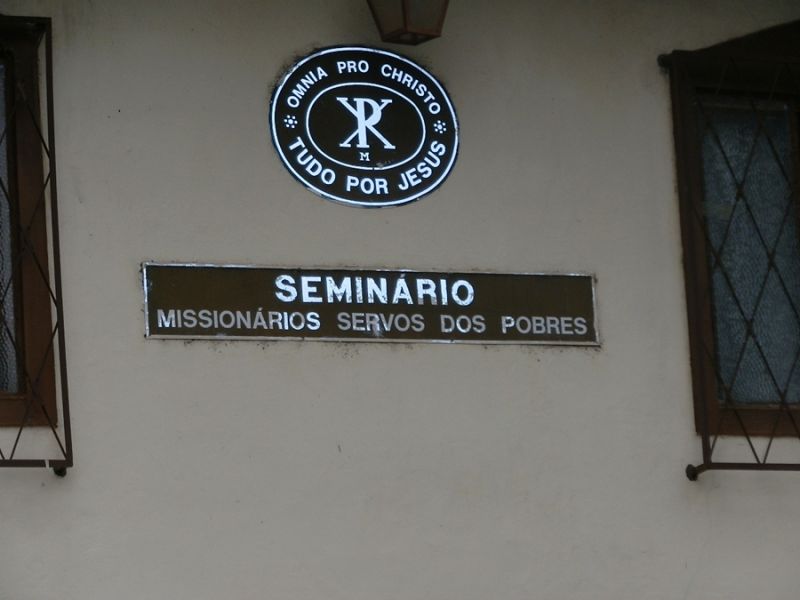 OMNIA PRO CHRISTO
M
TUDO POR JESUS
SEMINÁRIO
MISSIONÁRIOS SERVOS DOS POBRES